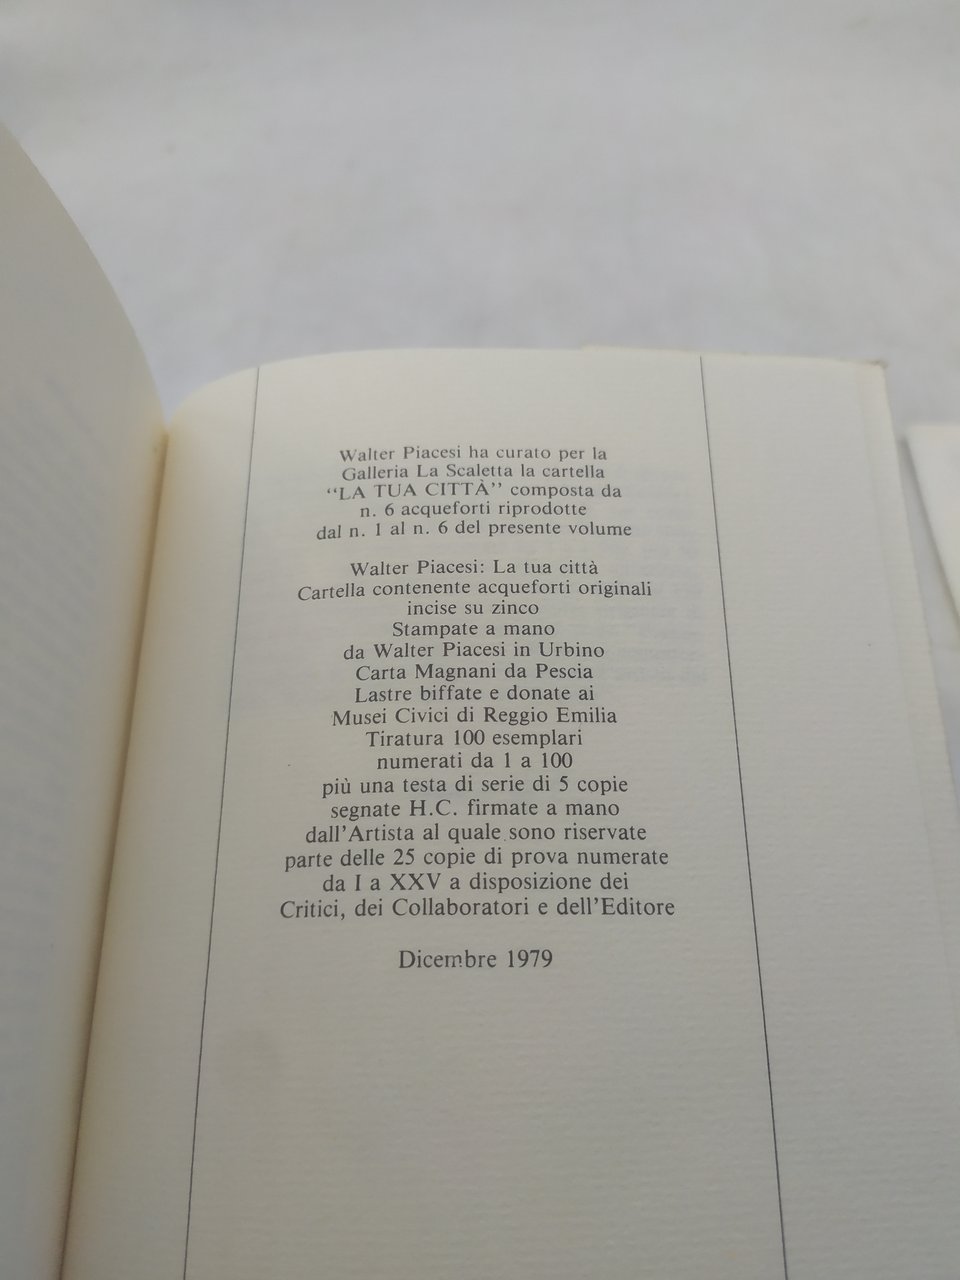 Walter Piacesi ha curato per la
Galleria La Scaletta la cartella
“LA TUA CITTÀ” composta da
n. 6 acqueforti riprodotte
dal n. 1 al n. 6 del presente volume
Walter Piacesi: La tua città
Cartella contenente acqueforti originali
incise su zinco
Stampate a mano
da Walter Piacesi in Urbino
Carta Magnani da Pescia
Lastre biffate e donate ai
Musei Civici di Reggio Emilia
Tiratura 100 esemplari
numerati da 1 a 100
più una testa di serie di 5 copie
segnate H.C. firmate a mano
dall’Artista al quale sono riservate
parte delle 25 copie di prova numerate
da I a XXV a disposizione dei
Critici, dei Collaboratori e dell’Editore
Dicembre 1979